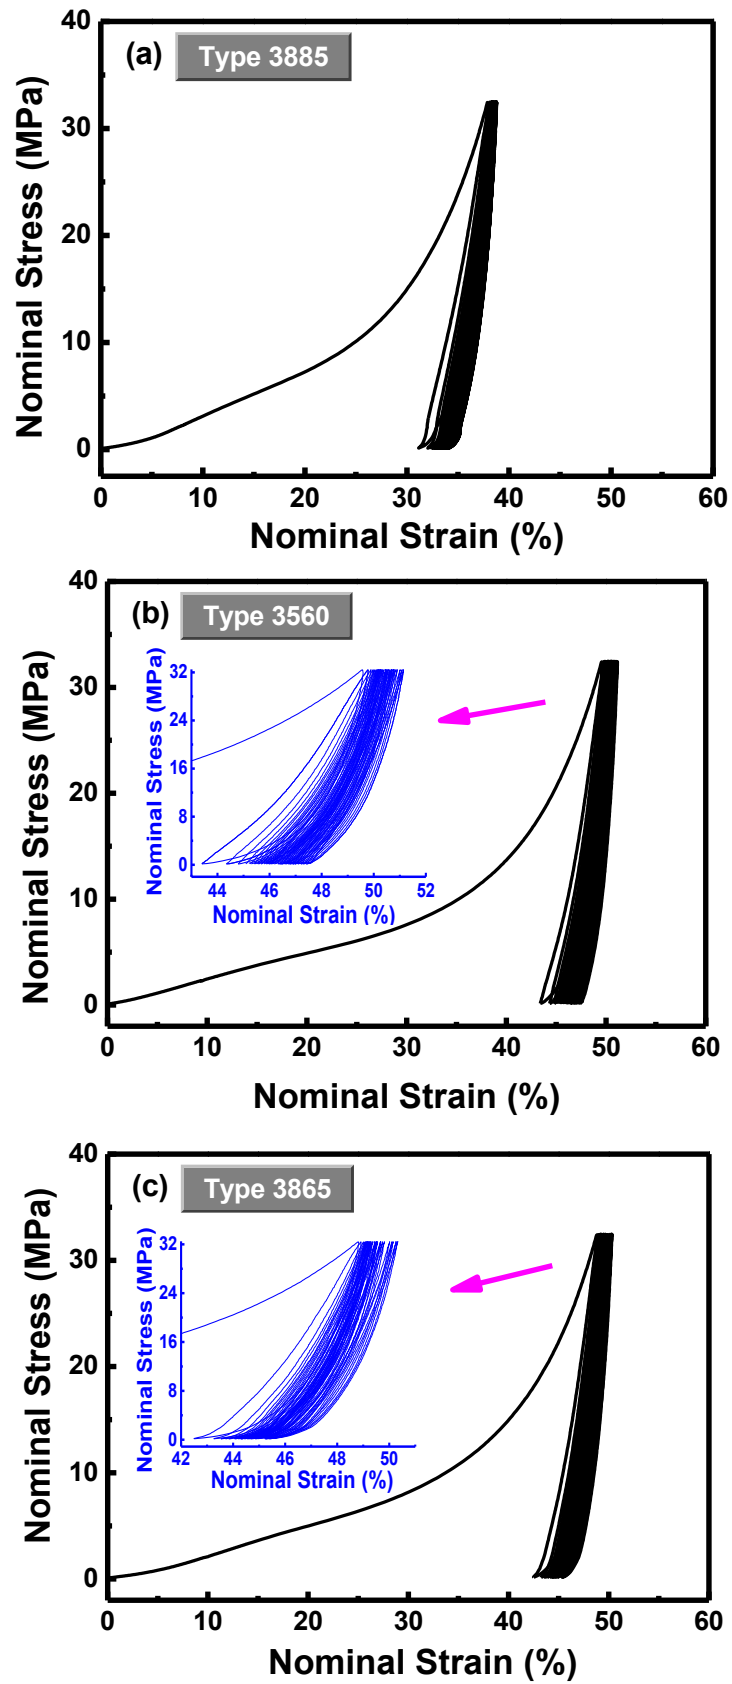 (a) Type 3885
Nominal Stress (MPa)
40
30
20
10
0
0 10 20 30 40 50 60
Nominal Strain (%)
(b) Type 3560
Nominal Stress (MPa)
40
30
20
10
0
Nominal Stress (MPa)
32
24
16
8
0
44 46 48 50 52
Nominal Strain (%)
0 10 20 30 40 50 60
Nominal Strain (%)
(c) Type 3865
Nominal Stress (MPa)
40
30
20
10
0
Nominal Stress (MPa)
32
24
16
8
0
42 44 46 48 50
Nominal Strain (%)
0 10 20 30 40 50 60
Nominal Strain (%)